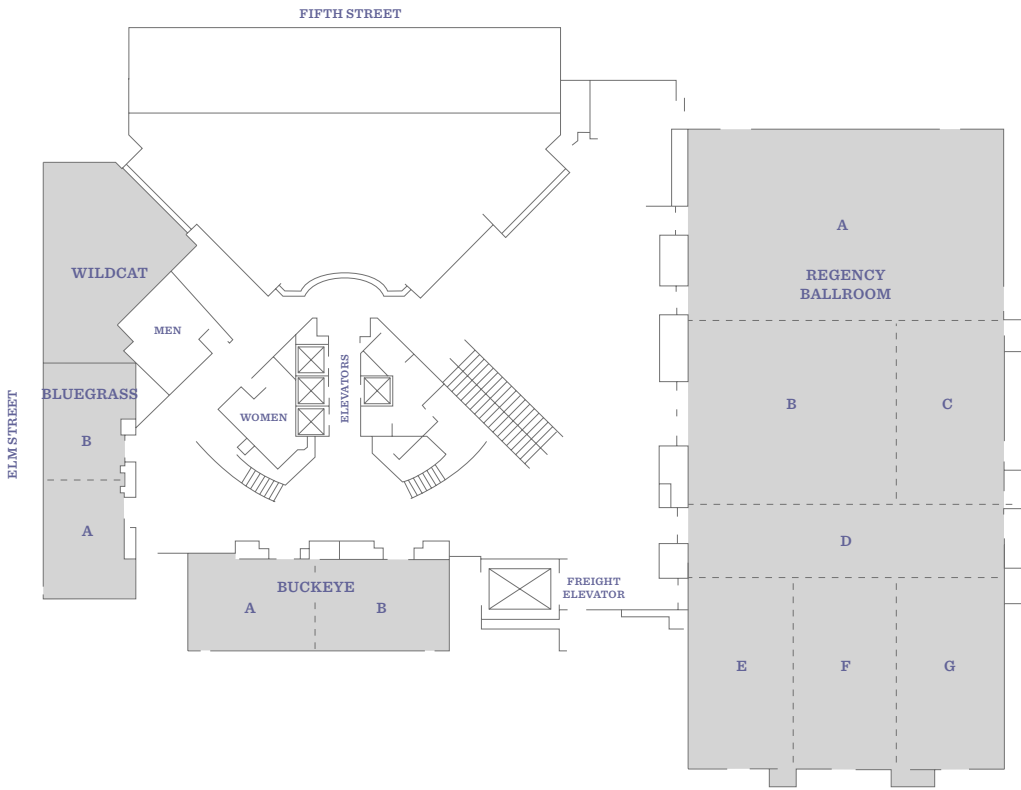 FIFTH STREET
A
REGENCY
BALLROOM
WILDCAT
MEN
ELEVATORS
BLUEGRASS
ELM STREET
B
C
WOMEN
B
A
D
BUCKEYE
A
B
FREIGHT
ELEVATOR
E
F
G